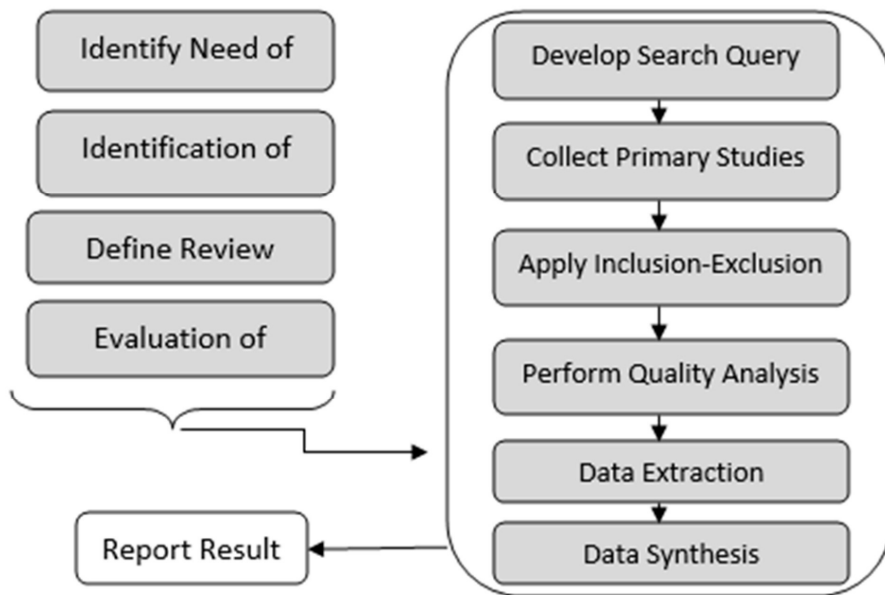 Identify Need of
Identification of
Define Review
Evaluation of
Develop Search Query
Collect Primary Studies
Apply Inclusion-Exclusion
Perform Quality Analysis
Data Extraction
Data Synthesis
Report Result